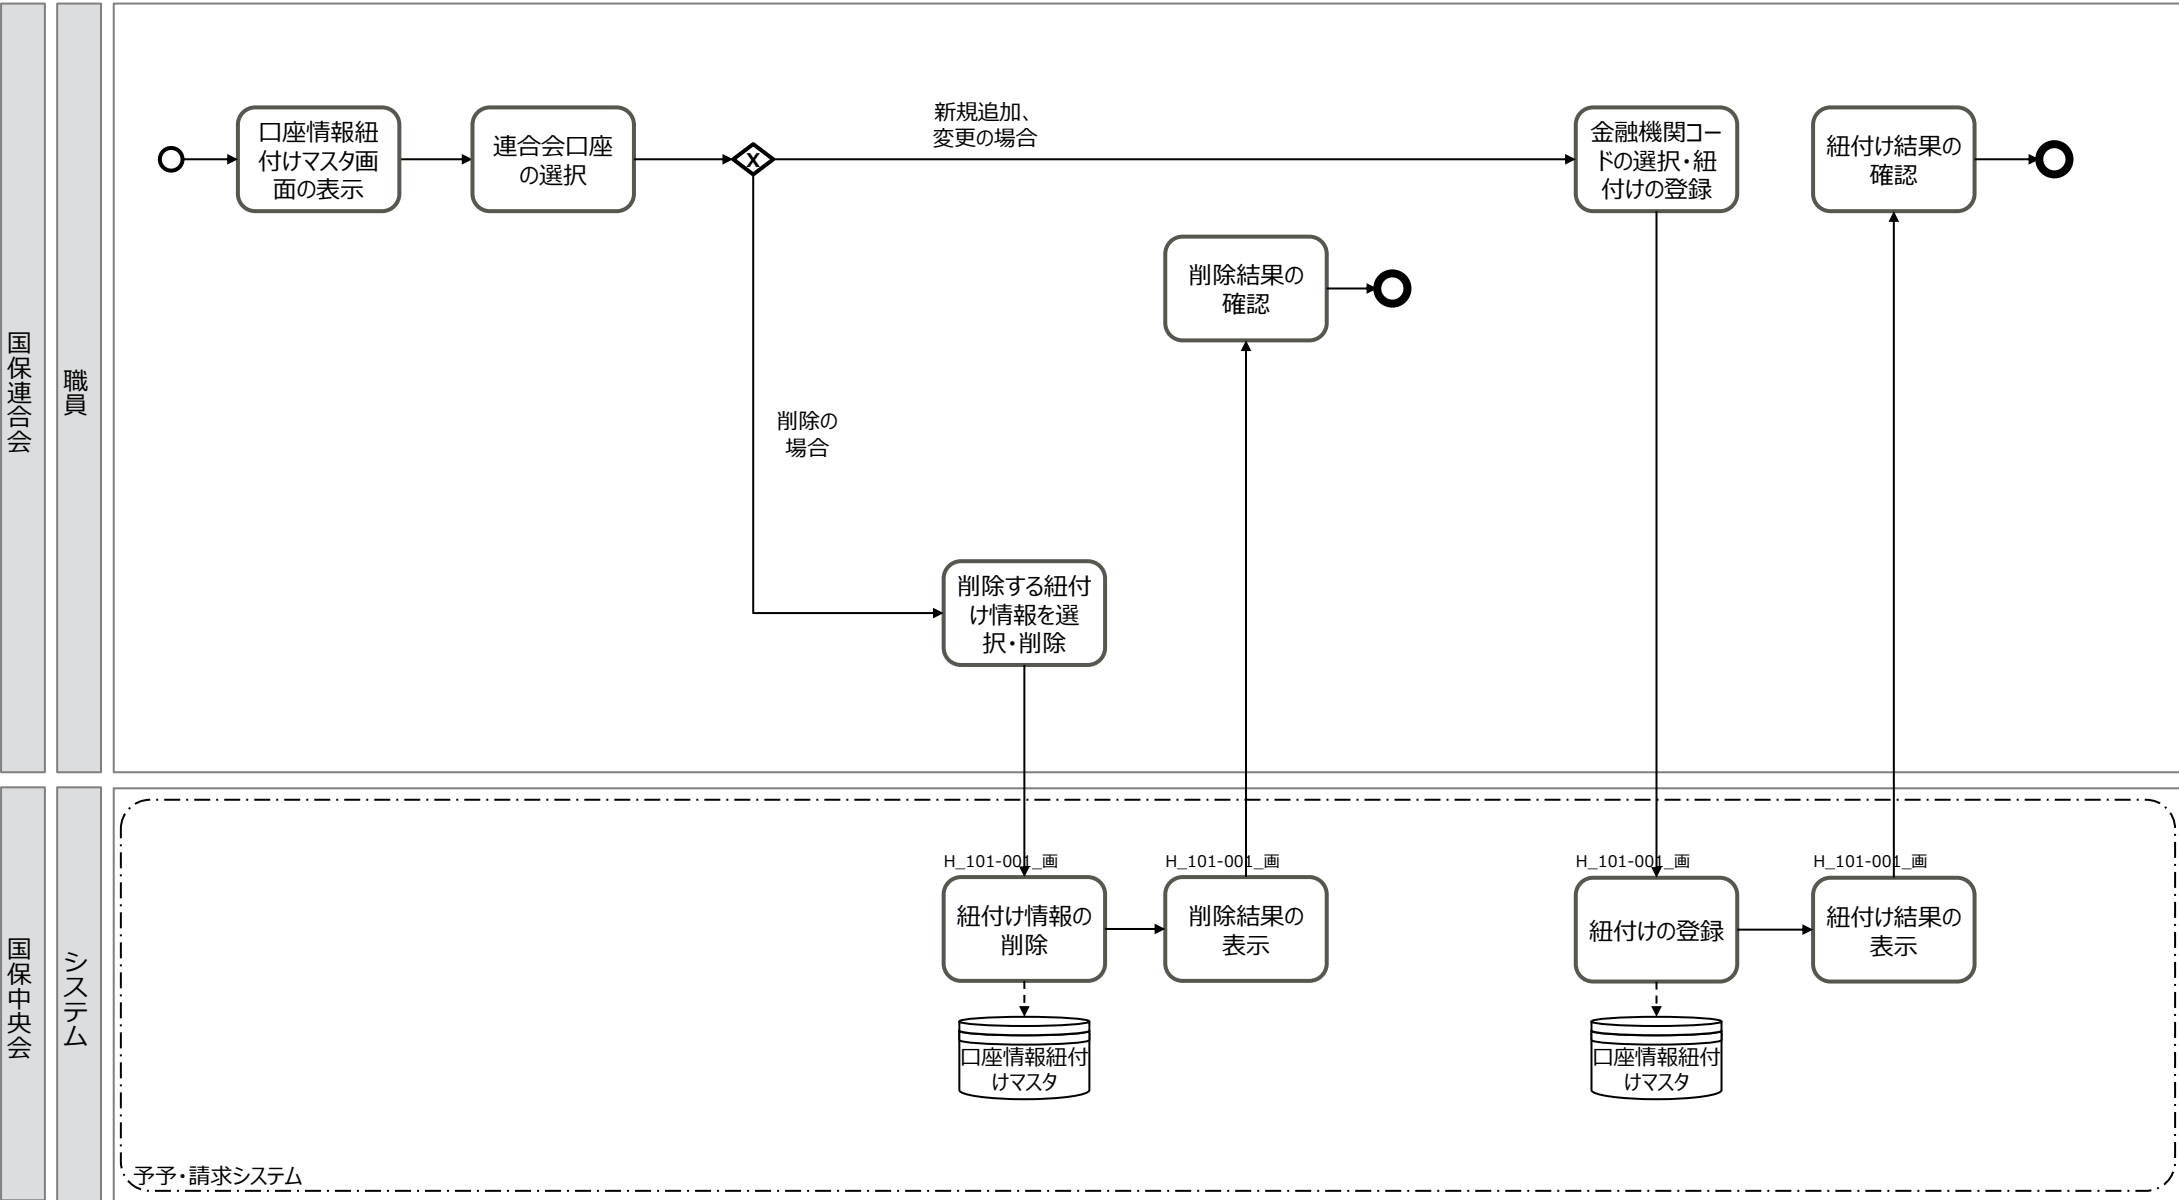 国保連合会
職員
口座情報紐
付けマスタ画
面の表示
連合会口座
の選択
X
新規追加、
変更の場合
金融機関コー
ドの選択・紐
付けの登録
紐付け結果の
確認
削除結果の
確認
削除の
場合
削除する紐付
け情報を選
択・削除
国保中央会
システム
H_101-001_画
紐付け情報の
削除
H_101-001_画
削除結果の
表示
H_101-001_画
紐付けの登録
H_101-001_画
紐付け結果の
表示
口座情報紐付
けマスタ
口座情報紐付
けマスタ
予予・請求システム